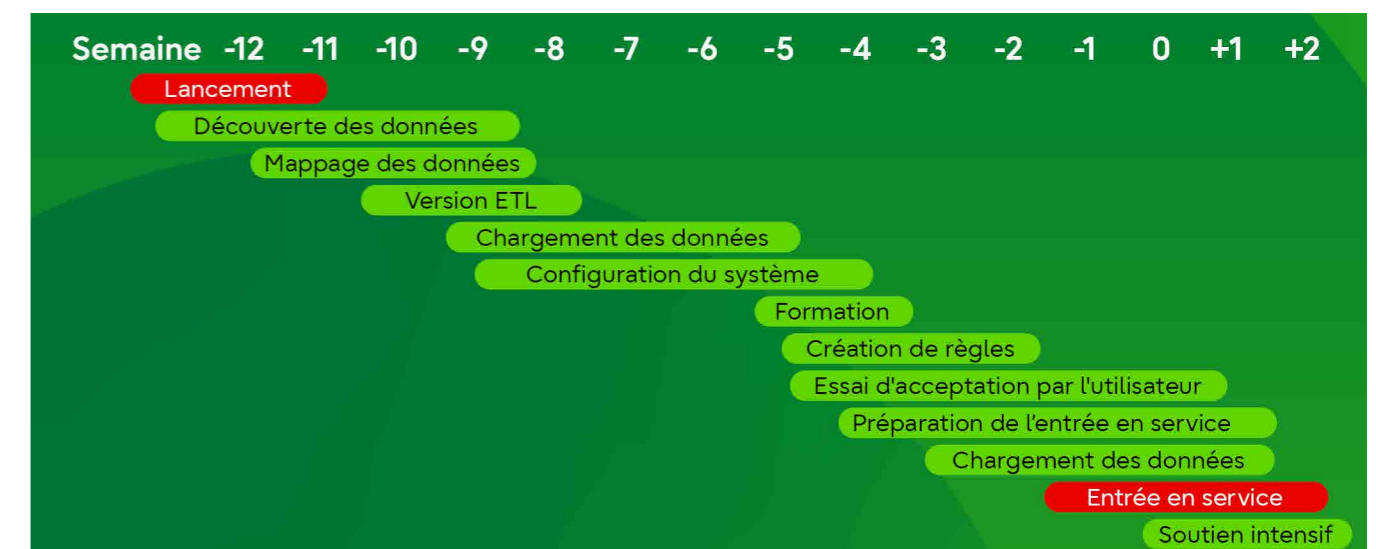 Semaine -12 -11 -10 -9 -8 -7 -6 -5 -4 -3 -2 -1 0 +1 +2
Lancement
Découverte des données
Mappage des données
Version ETL
Chargement des données
Configuration du système
Formation
Création de règles
Essai d'acceptation par l'utilisateur
Préparation de l’entrée en service
Chargement des données
Entrée en service
Soutien intensif